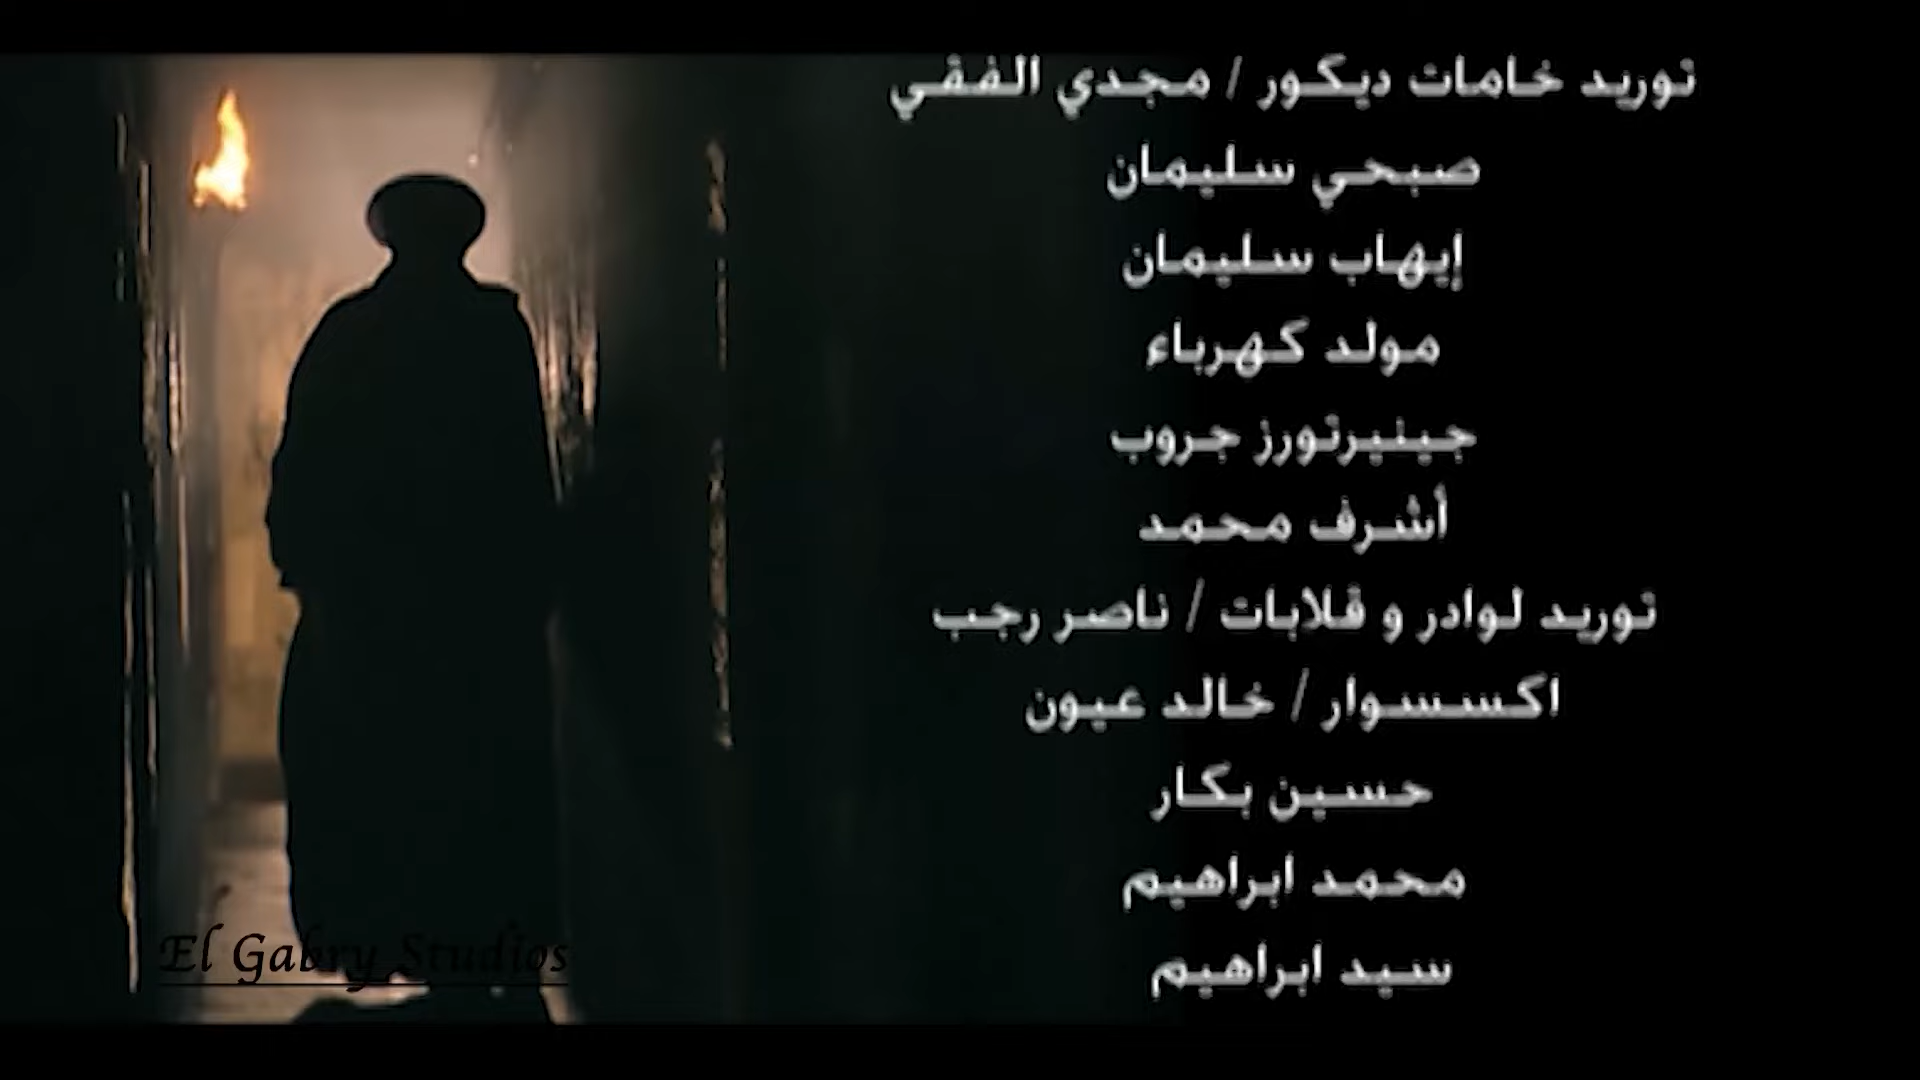 توريد خامات ديكور / مجدي الفقي
صبحي سليمان
إيهاب سليمان
مولد كهرباء
جينيرتورز جروب
أشرف محمد
توريد لوادر و قلابات / ناصر رجب
اكسسوار / خالد عيون
حسين بكار
محمد ابراهيم
سيد ابراهيم
El Gabry Studios